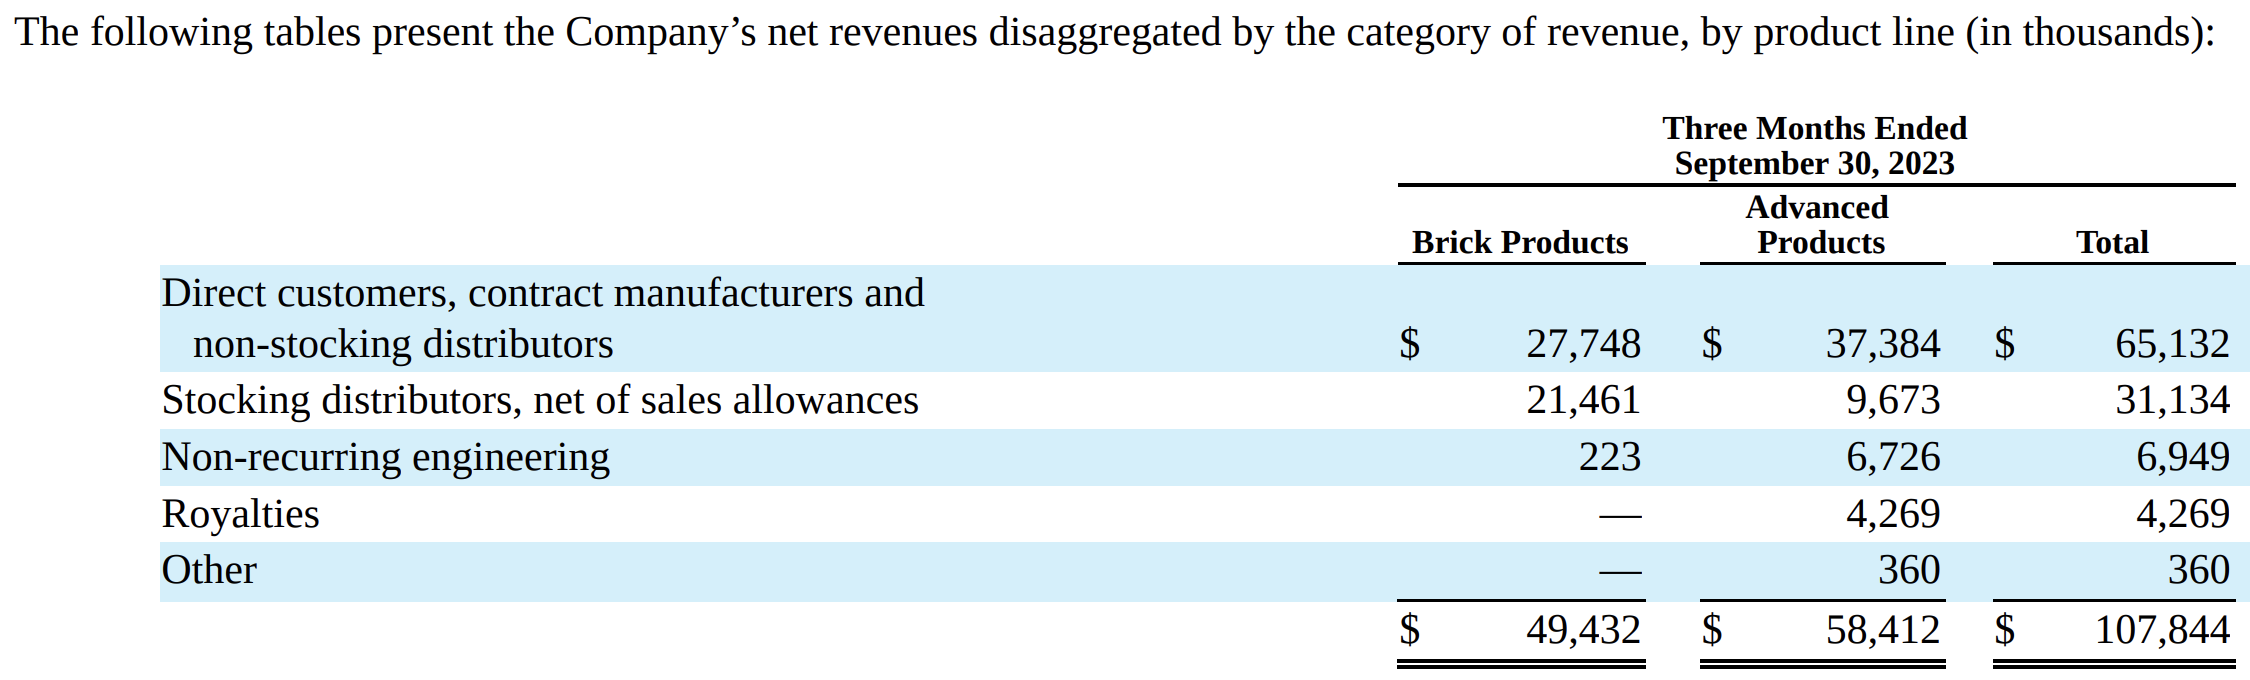 The following tables present the Company’s net revenues disaggregated by the category of revenue, by product line (in thousands):
Three Months Ended
September 30, 2023
Brick Products Advanced Products Total
Direct customers, contract manufacturers and
non-stocking distributors $ 27,748 $ 37,384 $ 65,132
Stocking distributors, net of sales allowances 21,461 9,673 31,134
Non-recurring engineering 223 6,726 6,949
Royalties — 4,269 4,269
Other — 360 360
$ 49,432 $ 58,412 $ 107,844